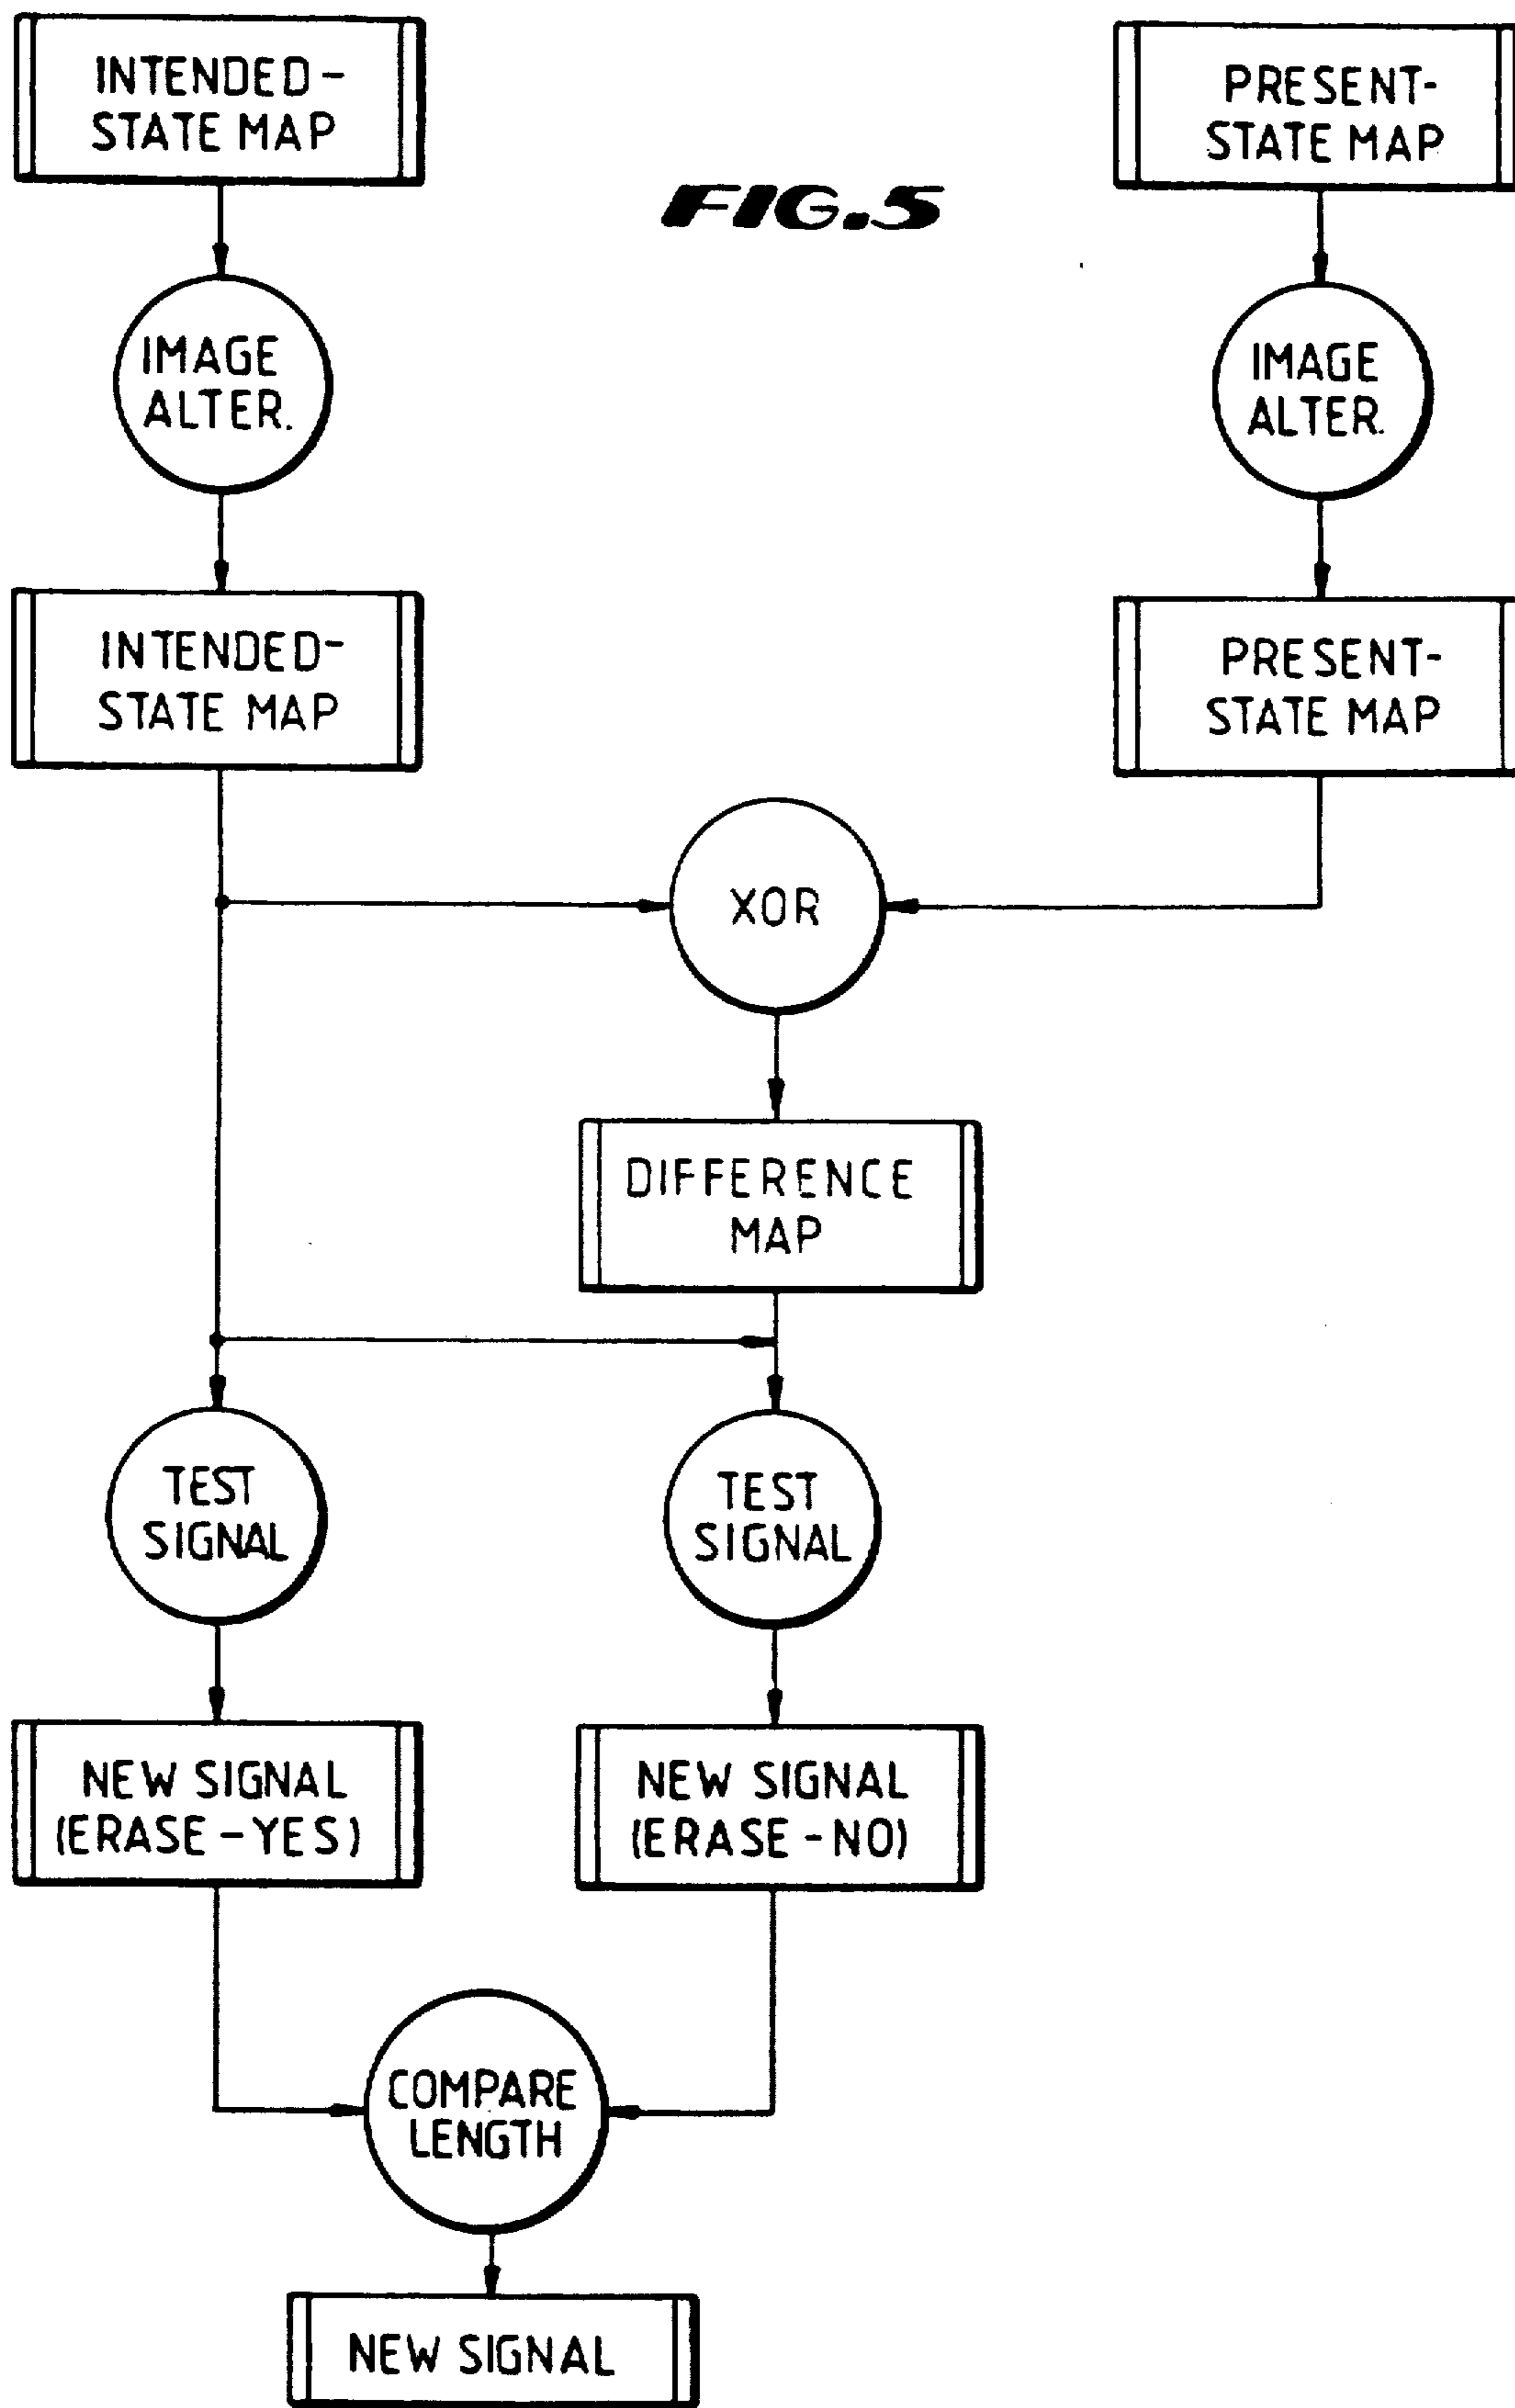 INTENDED-
STATE MAP
PRESENT-
STATE MAP
FIG.5
IMAGE
ALTER.
IMAGE
ALTER.
INTENDED-
STATE MAP
PRESENT-
STATE MAP
XOR
DIFFERENCE
MAP
TEST
SIGNAL
TEST
SIGNAL
NEW SIGNAL
(ERASE-YES)
NEW SIGNAL
(ERASE-NO)
COMPARE
LENGTH
NEW SIGNAL